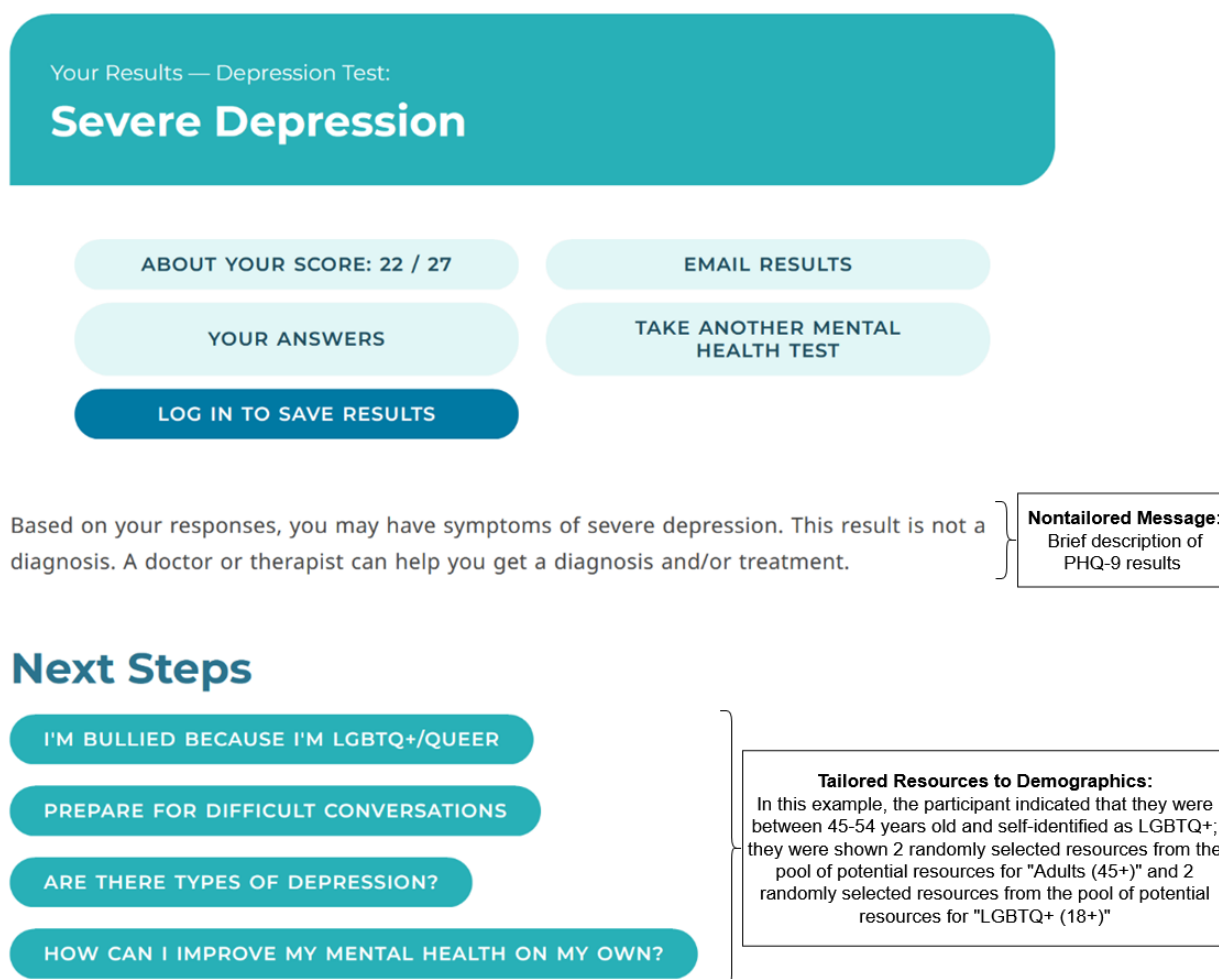 Your Results — Depression Test:
Severe Depression
ABOUT YOUR SCORE: 22 / 27
EMAIL RESULTS
YOUR ANSWERS
TAKE ANOTHER MENTAL
HEALTH TEST
LOG IN TO SAVE RESULTS
Based on your responses, you may have symptoms of severe depression. This result is not a
diagnosis. A doctor or therapist can help you get a diagnosis and/or treatment.
Nontailored Message:
Brief description of
PHQ-9 results
Next Steps
I'M BULLIED BECAUSE I'M LGBTQ+/QUEER
PREPARE FOR DIFFICULT CONVERSATIONS
ARE THERE TYPES OF DEPRESSION?
HOW CAN I IMPROVE MY MENTAL HEALTH ON MY OWN?
Tailored Resources to Demographics:
In this example, the participant indicated that they were
between 45-54 years old and self-identified as LGBTQ+;
they were shown 2 randomly selected resources from the
pool of potential resources for "Adults (45+)" and 2
randomly selected resources from the pool of potential
resources for "LGBTQ+ (18+)"